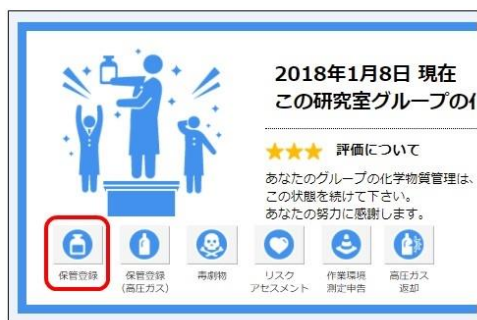 2018年1月8日 現在
この研究室グループの
評価について
あなたのグループの化学物質管理は、
この状態を続けて下さい。
あなたの努力に感謝します。
保管登録
保管登録
(高圧ガス)
毒劇物
リスク
アセスメント
作業環境
測定申告
高圧ガス
返却